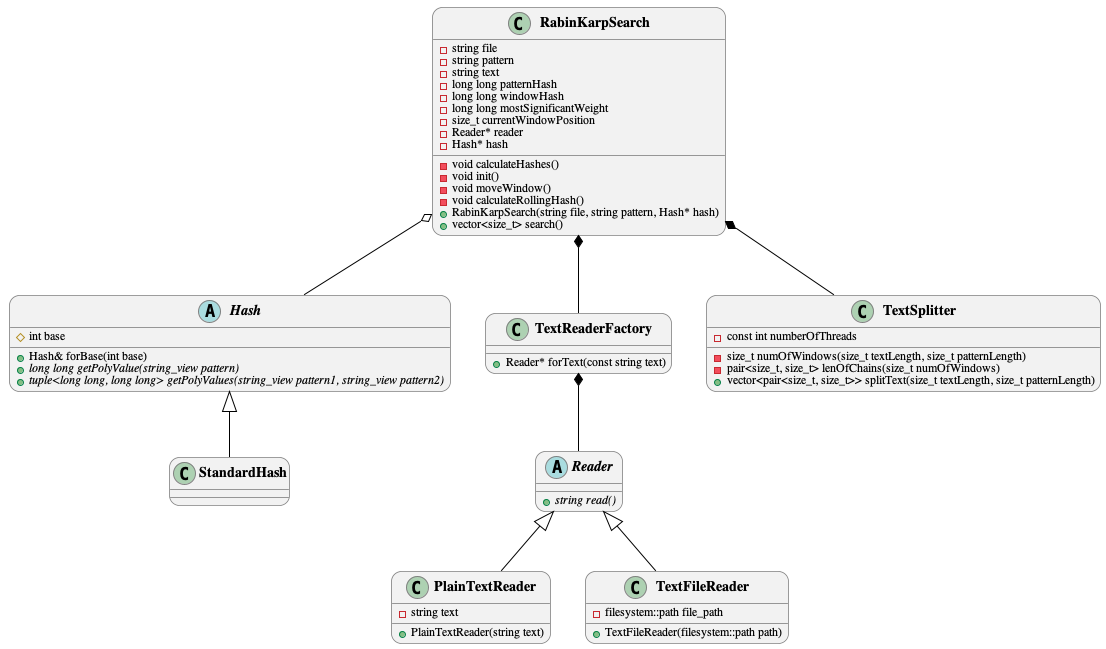 C RabinKarpSearch
string file
string pattern
string text
long long patternHash
long long windowHash
long long mostSignificantWeight
size_t currentWindowPosition
Reader* reader
Hash* hash
void calculateHashes()
void init()
void moveWindow()
void calculateRollingHash()
RabinKarpSearch(string file, string pattern, Hash* hash)
vector<size_t> search()
A Hash
int base
Hash& forBase(int base)
long long getPolyValue(string_view pattern)
tuple<long long, long long> getPolyValues(string_view pattern1, string_view pattern2)
C TextReaderFactory
Reader* forText(const string text)
C TextSplitter
const int numberOfThreads
size_t numOfWindows(size_t textLength, size_t patternLength)
pair<size_t, size_t> lenOfChains(size_t numOfWindows)
vector<pair<size_t, size_t>> splitText(size_t textLength, size_t patternLength)
C StandardHash
A Reader
string read()
C PlainTextReader
string text
PlainTextReader(string text)
C TextFileReader
filesystem::path file_path
TextFileReader(filesystem::path path)